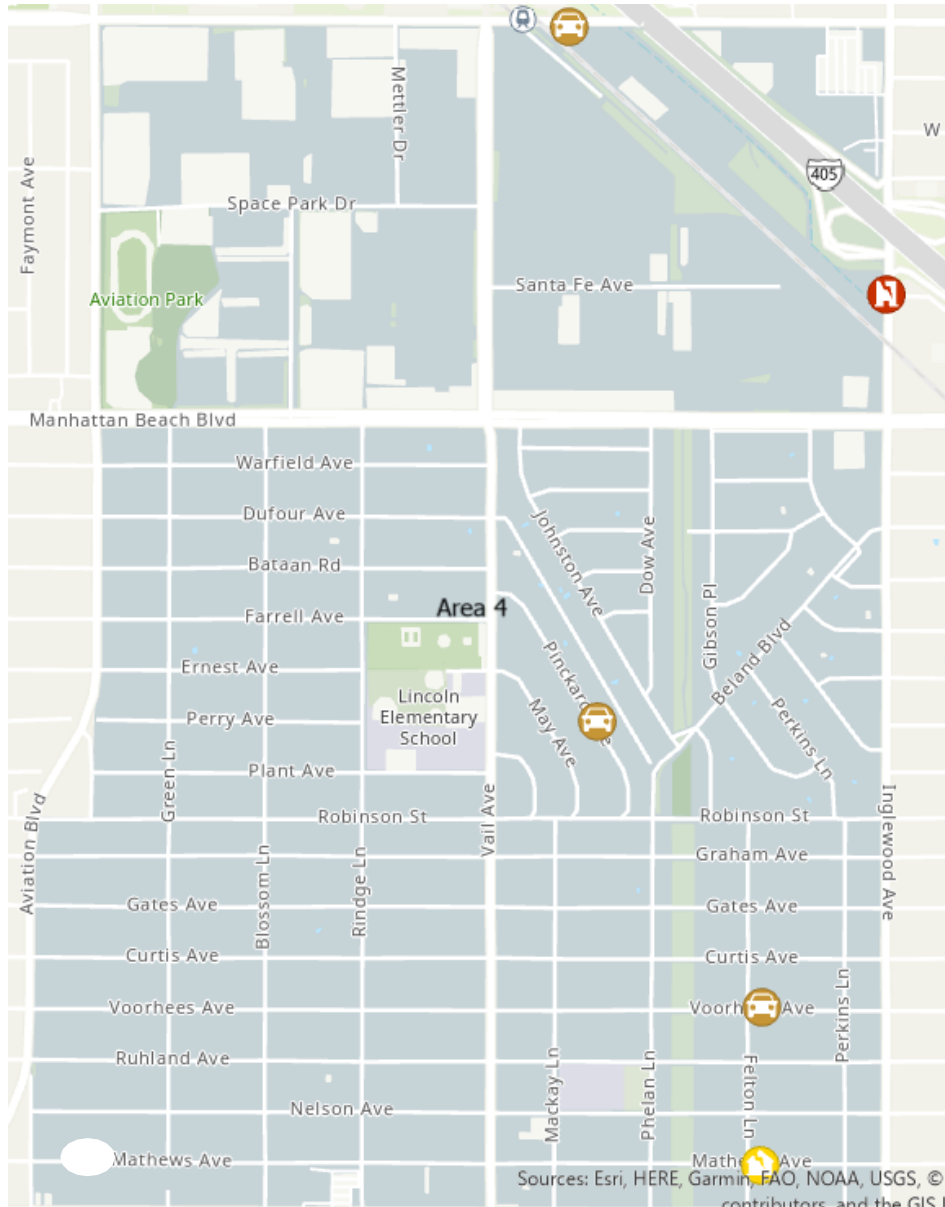 Mettler Dr
W
405
Faymont Ave
Space Park Dr
Santa Fe Ave
Aviation Park
Manhattan Beach Blvd
Warfield Ave
Dufour Ave
Johnston Ave
Dow Ave
Bataan Rd
Gibson Pl
Area 4
Farrell Ave
Beland Blvd
Ernest Ave
Lincoln
Elementary
School
May Ave
Perkins Ln
Perry Ave
Green Ln
Plant Ave
Vail Ave
Inglewood Ave
Aviation Blvd
Robinson St
Robinson St
Graham Ave
Blossom Ln
Rindge Ln
Gates Ave
Gates Ave
Curtis Ave
Curtis Ave
Perkins Ln
Voorhees Ave
Ave
Ruhland Ave
Mackay Ln
Phelan Ln
Felton Ln
Nelson Ave
Mathews Ave
Ave
Sources: Esri, HERE, Garmin, FAO, NOAA, USGS, ©
contributors, and the GIS